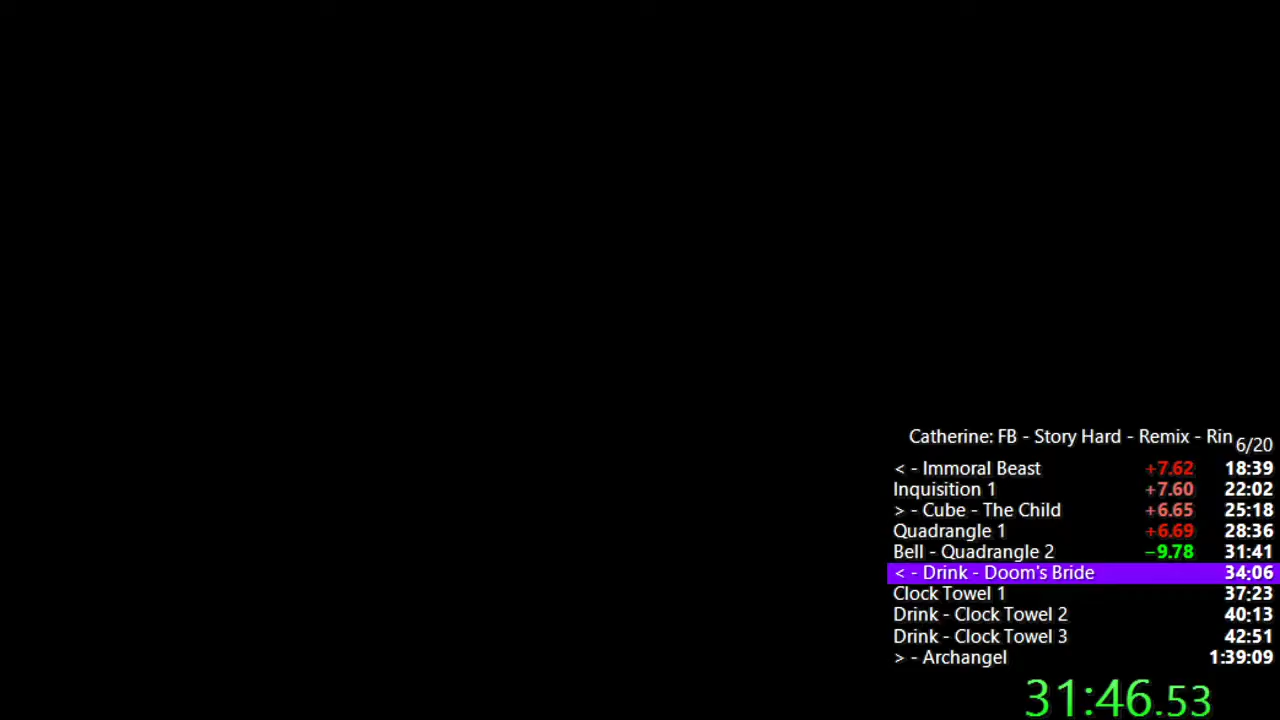 Catherine: FB - Story Hard - Remix - Rin 6/20
< - Immoral Beast +7.62 18:39
Inquisition 1 +7.60 22:02
> - Cube - The Child +6.65 25:18
Quadrangle 1 +6.69 28:36
Bell - Quadrangle 2 −9.78 31:41
< - Drink - Doom's Bride 34:06
Clock Towel 1 37:23
Drink - Clock Towel 2 40:13
Drink - Clock Towel 3 42:51
> - Archangel 1:39:09
31:46.53